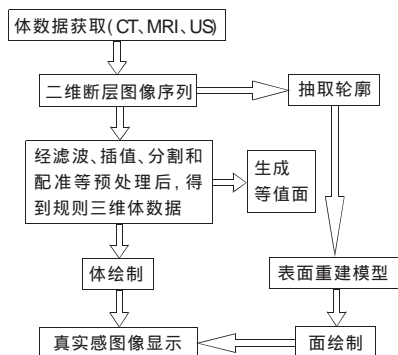 体数据获取(CT、MRI、US)
二维断层图像序列
抽取轮廓
经滤波、插值、分割和
配准等预处理后,得
到规则三维体数据
生成
等值面
体绘制
表面重建模型
真实感图像显示
面绘制